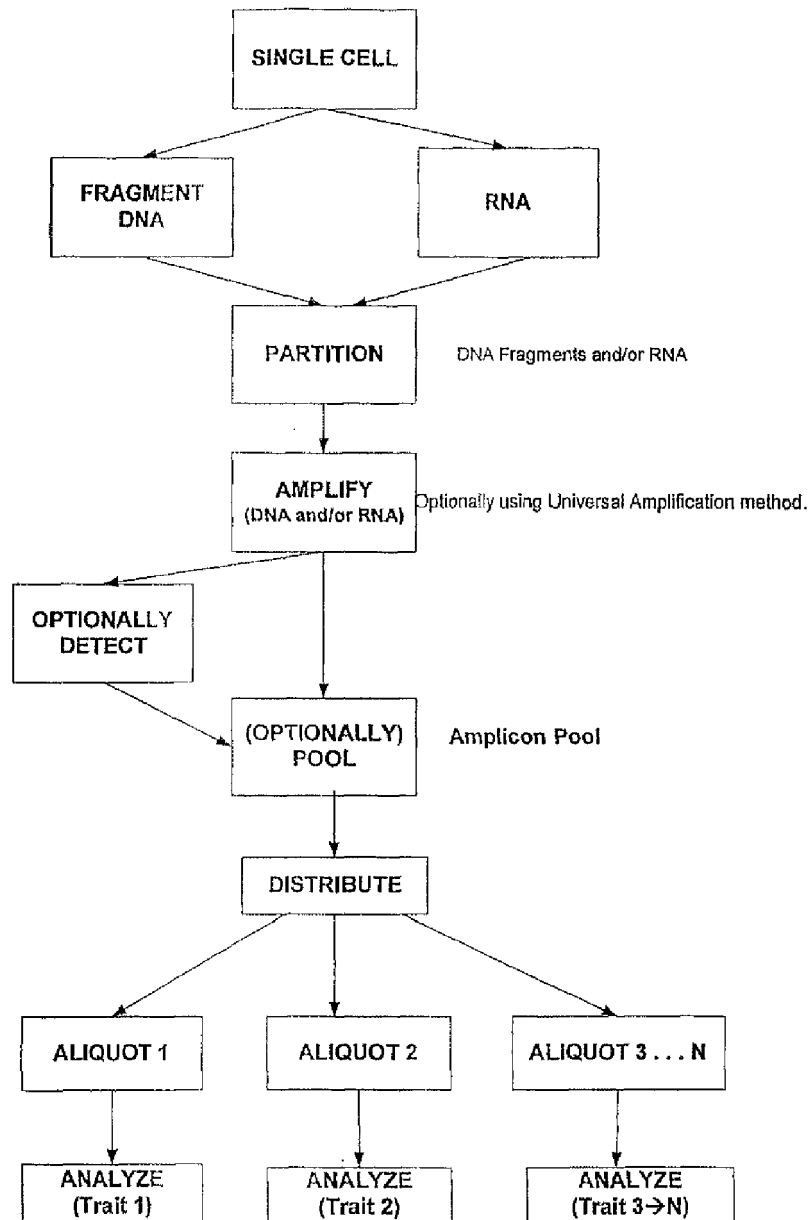 SINGLE CELL
FRAGMENT
DNA
RNA
PARTITION
DNA Fragments and/or RNA
AMPLIFY
(DNA and/or RNA)
Optionally using Universal Amplification method.
OPTIONALLY
DETECT
(OPTIONALLY)
POOL
Amplicon Pool
DISTRIBUTE
ALIQUOT 1
ALIQUOT 2
ALIQUOT 3 . . . N
ANALYZE
(Trait 1)
ANALYZE
(Trait 2)
ANALYZE
(Trait 3→N)